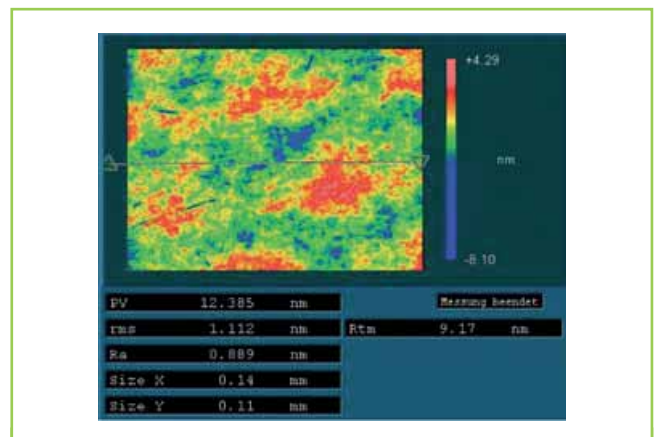 +4.29
nm
-8.10
PV 12.385 nm
Messung beendet
rms 1.112 nm
Rtm 9.17 nm
Ra 0.889 nm
Size X 0.14 mm
Size Y 0.11 mm